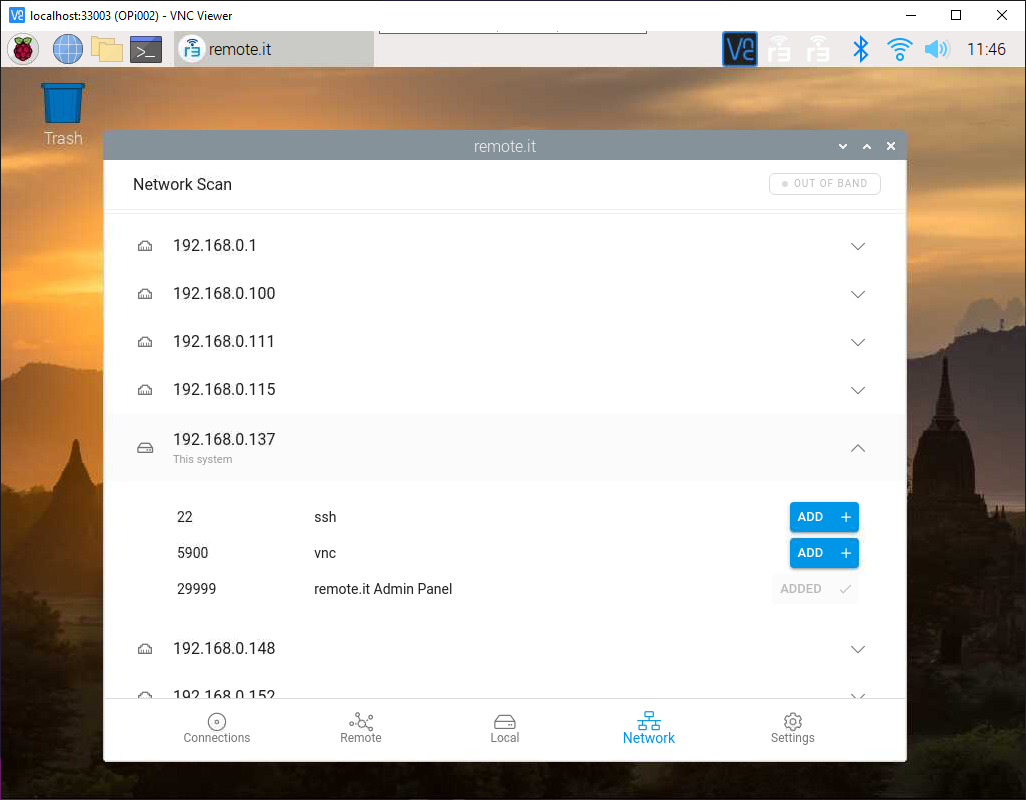 localhost:33003 (OPi002) - VNC Viewer
remote.it
11:46
Trash
remote.it
Network Scan
OUT OF BAND
192.168.0.1
192.168.0.100
192.168.0.111
192.168.0.115
192.168.0.137
This system
22 ssh ADD +
5900 vnc ADD +
29999 remote.it Admin Panel ADDED
192.168.0.148
192.168.0.152
Connections Remote Local Network Settings